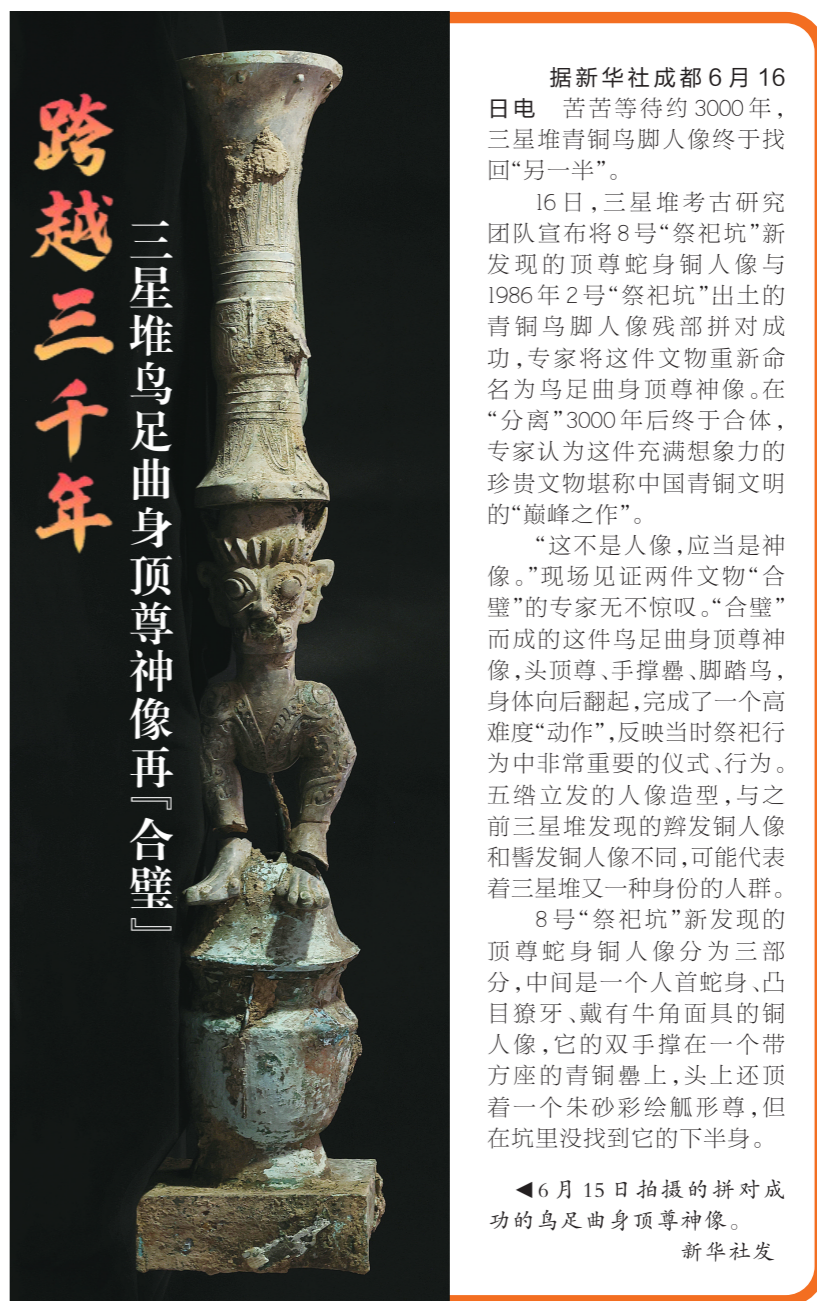 跨越三千年
三星堆鸟足曲身顶尊神像再『合璧』
据新华社成都6月16
日电 苦苦等待约3000年，
三星堆青铜鸟脚人像终于找
回“另一半”。
16日，三星堆考古研究
团队宣布将8号“祭祀坑”新
发现的顶尊蛇身铜人像与
1986年2号“祭祀坑”出土的
青铜鸟脚人像残部拼对成
功，专家将这件文物重新命
名为鸟足曲身顶尊神像。在
“分离”3000年后终于合体，
专家认为这件充满想象力的
珍贵文物堪称中国青铜文明
的“巅峰之作”。
“这不是人像，应当是神
像。”现场见证两件文物“合
璧”的专家无不惊叹。“合璧”
而成的这件鸟足曲身顶尊神
像，头顶尊、手撑罍、脚踏鸟，
身体向后翻起，完成了一个高
难度“动作”，反映当时祭祀行
为中非常重要的仪式、行为。
五绺立发的人像造型，与之
前三星堆发现的辫发铜人像
和髻发铜人像不同，可能代表
着三星堆又一种身份的人群。
8号“祭祀坑”新发现的
顶尊蛇身铜人像分为三部
分，中间是一个人首蛇身、凸
目獠牙、戴有牛角面具的铜
人像，它的双手撑在一个带
方座的青铜罍上，头上还顶
着一个朱砂彩绘觚形尊，但
在坑里没找到它的下半身。
◀6月15日拍摄的拼对成
功的鸟足曲身顶尊神像。
新华社发